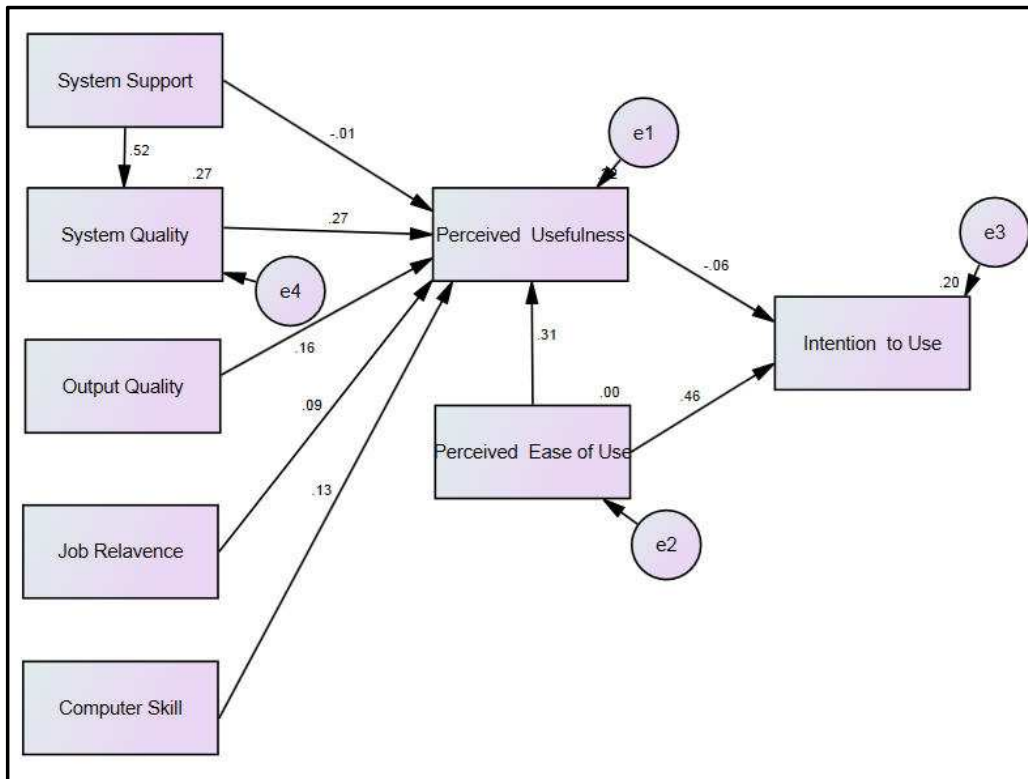 System Support
-.01
e1
.52
.27
System Quality
.27
Perceived Usefulness
e3
e4
-.06
.20
.16
Output Quality
.31
Intention to Use
.09
.00
.46
Perceived Ease of Use
.13
Job Relavence
e2
Computer Skill